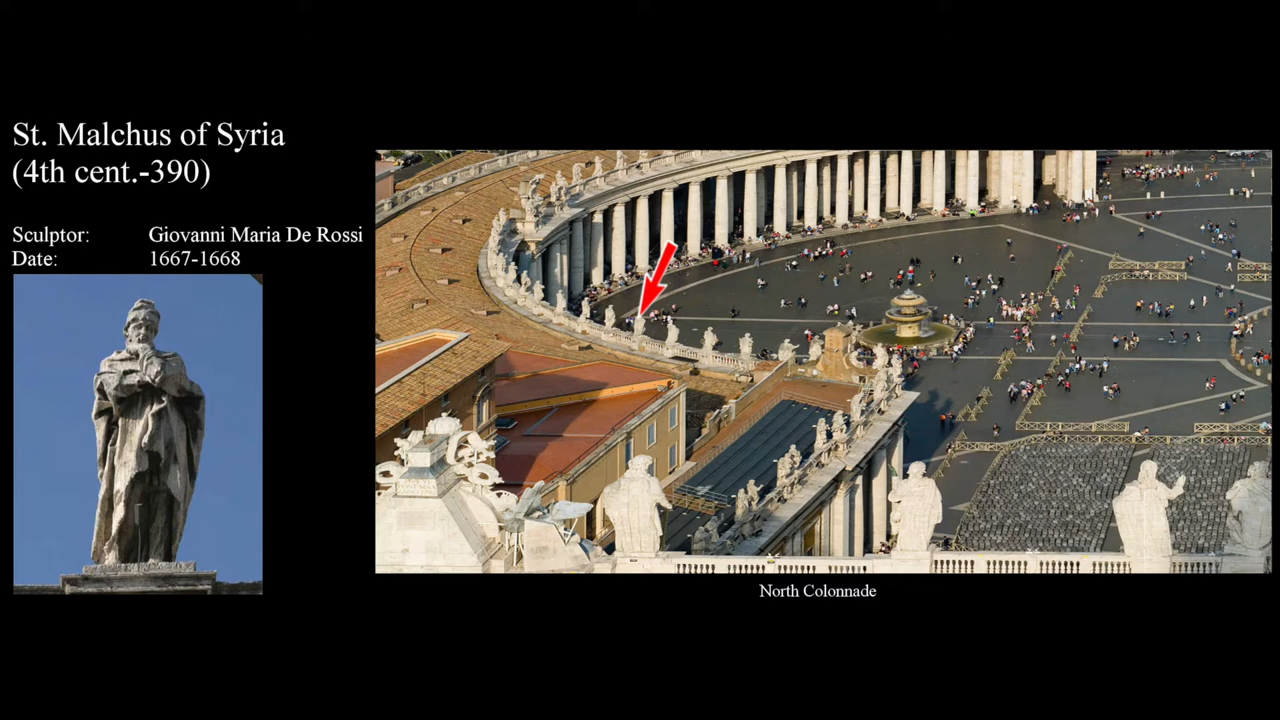 St. Malchus of Syria
(4th cent.-390)
Sculptor: Giovanni Maria De Rossi
Date: 1667-1668
North Colonnade